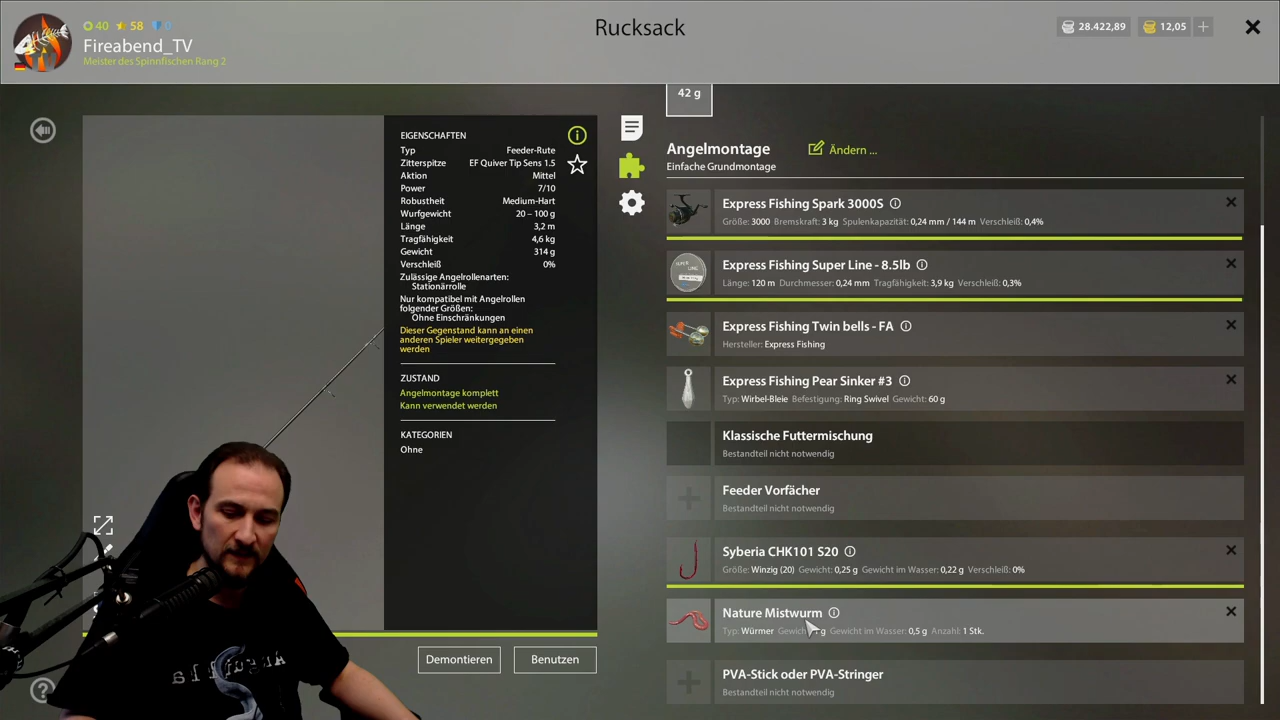 Rucksack
40 58 0
Fireabend_TV
Meister des Spinnfischen Rang 2
28.422,89 12,05
42 g
EIGENSCHAFTEN
Typ Feeder-Rute
Zitterspitze EF Quiver Tip Sens 1.5
Aktion Mittel
Power 7/10
Robustheit Medium-Hart
Wurfgewicht 20 – 100 g
Länge 3,2 m
Tragfähigkeit 4,6 kg
Gewicht 314 g
Verschleiß 0%
Zulässige Angelrollenarten:
Stationärrolle
Nur kompatibel mit Angelrollen
folgender Größen:
Ohne Einschränkungen
Dieser Gegenstand kann an einen
anderen Spieler weitergegeben
werden
ZUSTAND
Angelmontage komplett
Kann verwendet werden
KATEGORIEN
Ohne
Demontieren Benutzen
Angelmontage Ändern ...
Einfache Grundmontage
Express Fishing Spark 3000S
Größe: 3000 Bremskraft: 3 kg Spulenkapazität: 0,24 mm / 144 m Verschleiß: 0,4%
Express Fishing Super Line - 8.5lb
Länge: 120 m Durchmesser: 0,24 mm Tragfähigkeit: 3,9 kg Verschleiß: 0,3%
Express Fishing Twin bells - FA
Hersteller: Express Fishing
Express Fishing Pear Sinker #3
Typ: Wirbel-Bleie Befestigung: Ring Swivel Gewicht: 60 g
Klassische Futtermischung
Bestandteil nicht notwendig
Feeder Vorfächer
Bestandteil nicht notwendig
Syberia CHK101 S20
Größe: Winzig (20) Gewicht: 0,25 g Gewicht im Wasser: 0,22 g Verschleiß: 0%
Nature Mistwurm
Typ: Würmer g Gewicht im Wasser: 0,5 g Anzahl: 1 Stk.
PVA-Stick oder PVA-Stringer
Bestandteil nicht notwendig